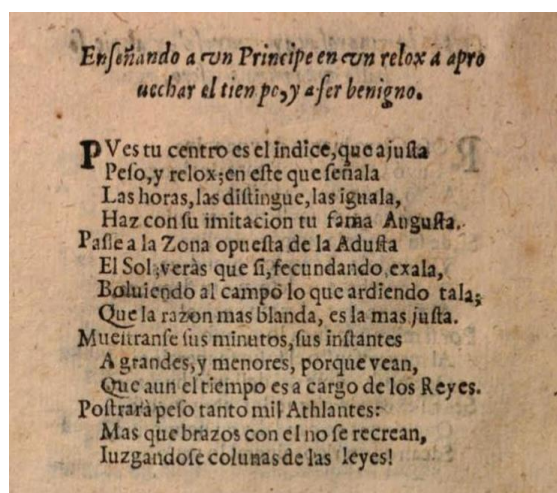 Enſeñando a vn Principe en vn relox a apro
uechar el tienpo, y a ſer benigno.
PVes tu centro es el indice, que ajuſta
Peſo, y relox; en eſte que ſeñala
Las horas, las diſtingue, las iguala,
Haz con ſu imitacion tu fama Auguſta.
Paſſe a la Zona opueſta de la Aduſta
El Sol; veràs que ſi, fecundando, exala,
Boluiendo al campo lo que ardiendo tala;
Que la razon mas blanda, es la mas juſta.
Mueſtranſe ſus minutos, ſus inſtantes
A grandes, y menores, porque vean,
Que aun el tiempo es a cargo de los Reyes.
Poſtrarà peſo tanto mil Athlantes:
Mas que brazos con el no ſe recrean,
Iuzgandoſe colunas de las leyes!